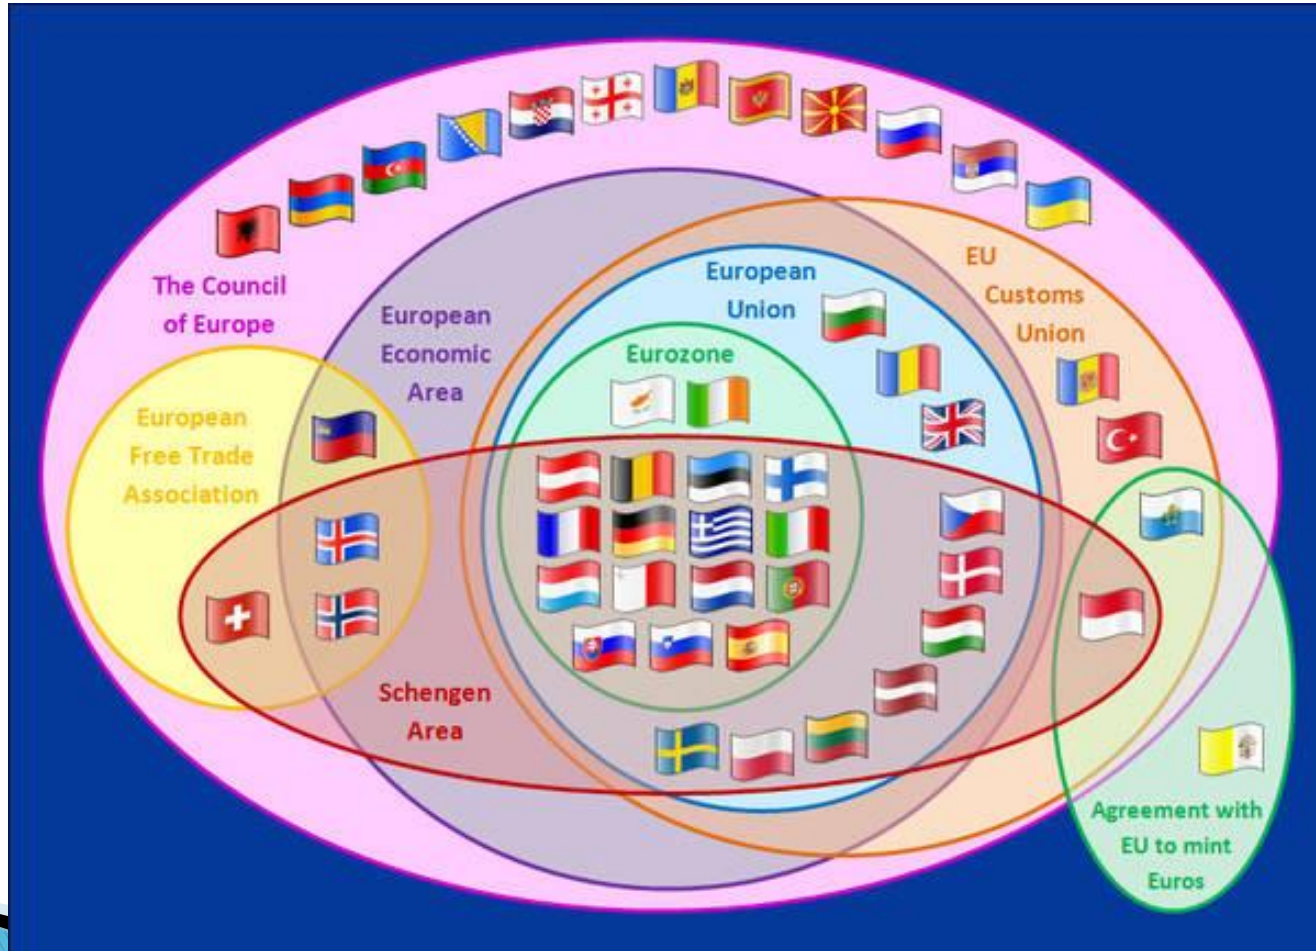 The Council
of Europe
European
Economic
Area
European
Union
EU
Customs
Union
Eurozone
European
Free Trade
Association
Schengen
Area
Agreement with
EU to mint
Euros